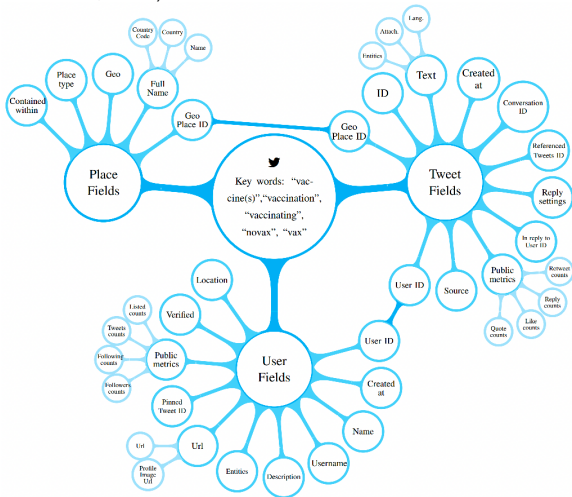 Key words: “vac-
cine(s)”,“vaccination”,
“vaccinating”,
“novax”, “vax”
Place
Fields
Contained
within
Place
type
Geo
Full
Name
Country
Code
Country
Name
Geo
Place ID
Tweet
Fields
Geo
Place ID
ID
Text
Entities
Attach.
Lang.
Created
at
Conversation
ID
Referenced
Tweets ID
Reply
settings
In reply to
User ID
Public
metrics
Retweet
counts
Reply
counts
Like
counts
Quote
counts
Source
User ID
User
Fields
User ID
Created
at
Name
Username
Description
Entities
Url
Url
Profile
Image
Url
Pinned
Tweet ID
Public
metrics
Listed
counts
Tweets
counts
Following
counts
Followers
counts
Verified
Location